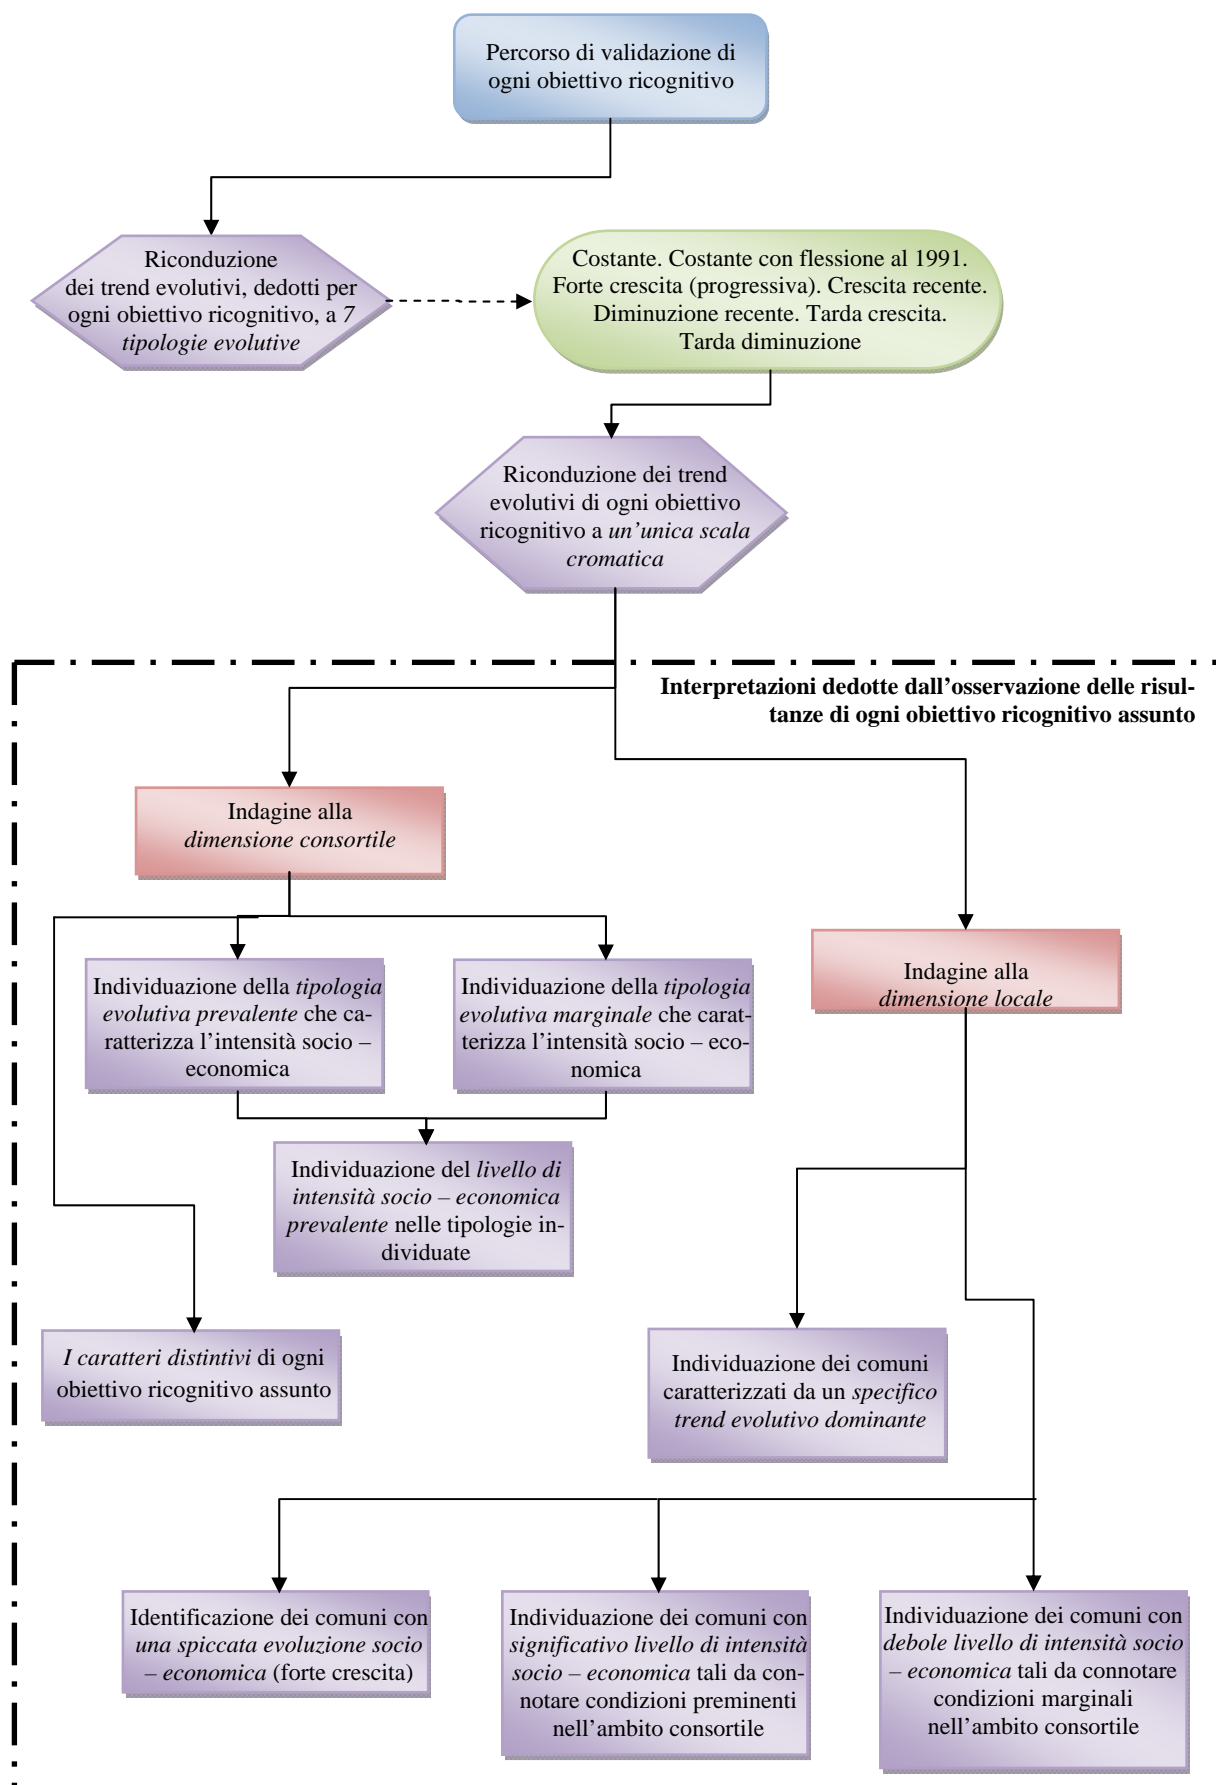 Percorso di validazione di
ogni obiettivo ricognitivo
Riconduzione
dei trend evolutivi, dedotti per
ogni obiettivo ricognitivo, a 7
tipologie evolutive
Costante. Costante con flessione al 1991.
Forte crescita (progressiva). Crescita recente.
Diminuzione recente. Tarda crescita.
Tarda diminuzione
Riconduzione dei trend
evolutivi di ogni obiettivo
ricognitivo a un’unica scala
cromatica
Interpretazioni dedotte dall’osservazione delle risul-
tanze di ogni obiettivo ricognitivo assunto
Indagine alla
dimensione consortile
Individuazione della tipologia
evolutiva prevalente che ca-
ratterizza l’intensità socio –
economica
Individuazione della tipologia
evolutiva marginale che carat-
terizza l’intensità socio – eco-
nomica
Indagine alla
dimensione locale
Individuazione del livello di
intensità socio – economica
prevalente nelle tipologie in-
dividuate
I caratteri distintivi di ogni
obiettivo ricognitivo assunto
Individuazione dei comuni
caratterizzati da un specifico
trend evolutivo dominante
Identificazione dei comuni con
una spiccata evoluzione socio
– economica (forte crescita)
Individuazione dei comuni con
significativo livello di intensità
socio – economica tali da con-
notare condizioni preminenti
nell’ambito consortile
Individuazione dei comuni con
debole livello di intensità socio
– economica tali da connotare
condizioni marginali
nell’ambito consortile